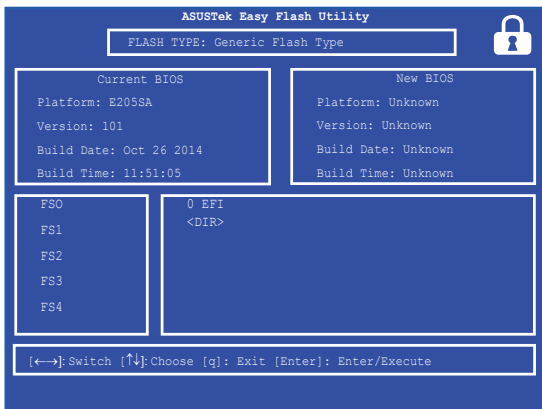 ASUSTek Easy Flash Utility
FLASH TYPE: Generic Flash Type
Current BIOS
Platform: E205SA
Version: 101
Build Date: Oct 26 2014
Build Time: 11:51:05
New BIOS
Platform: Unknown
Version: Unknown
Build Date: Unknown
Build Time: Unknown
FSO
FS1
FS2
FS3
FS4
0 EFI
<DIR>
[←→]: Switch [↑↓]: Choose [q]: Exit [Enter]: Enter/Execute